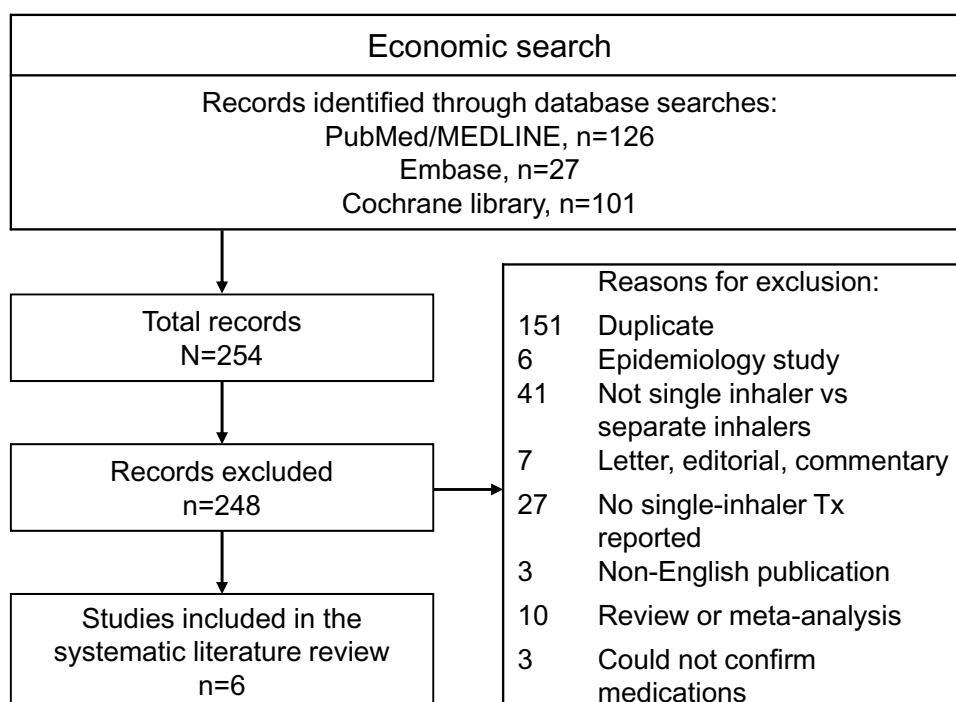 Economic search
Records identified through database searches:
PubMed/MEDLINE, n=126
Embase, n=27
Cochrane library, n=101
Total records
N=254
Records excluded
n=248
Studies included in the
systematic literature review
n=6
Reasons for exclusion:
151 Duplicate
6 Epidemiology study
41 Not single inhaler vs
separate inhalers
7 Letter, editorial, commentary
27 No single-inhaler Tx
reported
3 Non-English publication
10 Review or meta-analysis
3 Could not confirm
medications